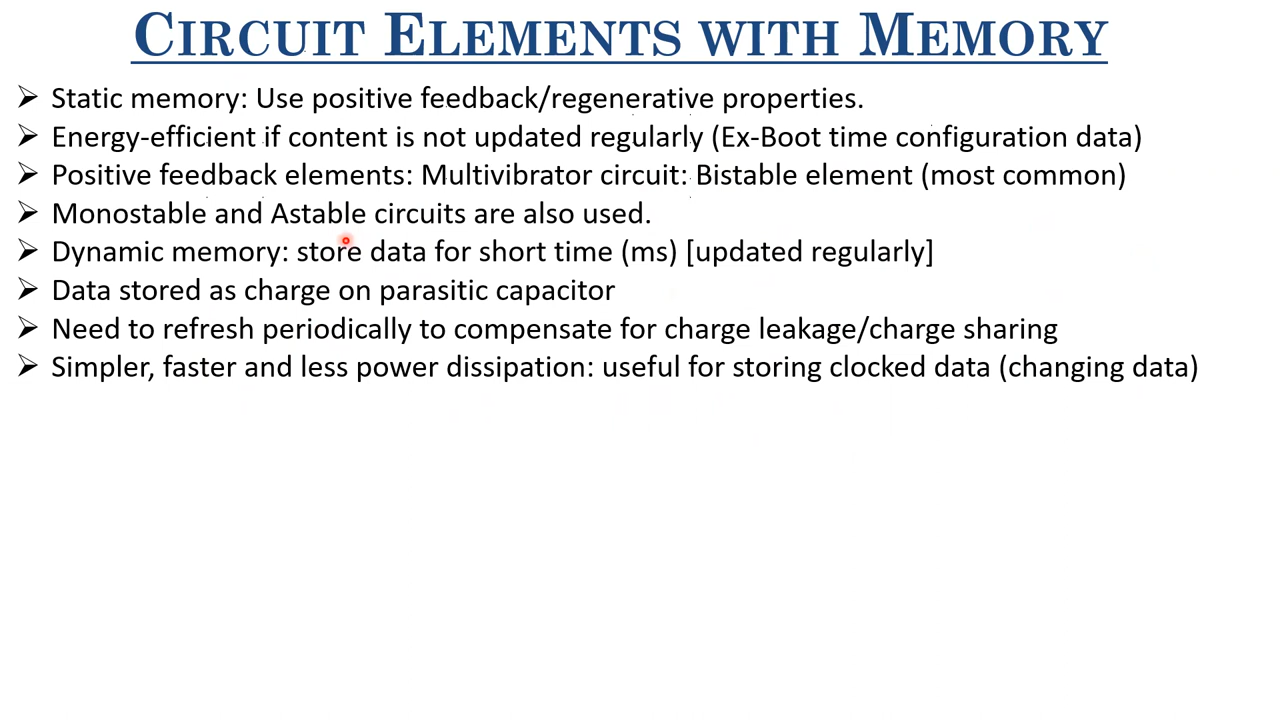 CIRCUIT ELEMENTS WITH MEMORY
➢ Static memory: Use positive feedback/regenerative properties.
➢ Energy-efficient if content is not updated regularly (Ex-Boot time configuration data)
➢ Positive feedback elements: Multivibrator circuit: Bistable element (most common)
➢ Monostable and Astable circuits are also used.
➢ Dynamic memory: store data for short time (ms) [updated regularly]
➢ Data stored as charge on parasitic capacitor
➢ Need to refresh periodically to compensate for charge leakage/charge sharing
➢ Simpler, faster and less power dissipation: useful for storing clocked data (changing data)